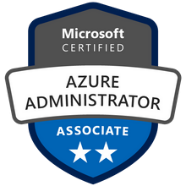 Microsoft
CERTIFIED
AZURE
ADMINISTRATOR
ASSOCIATE